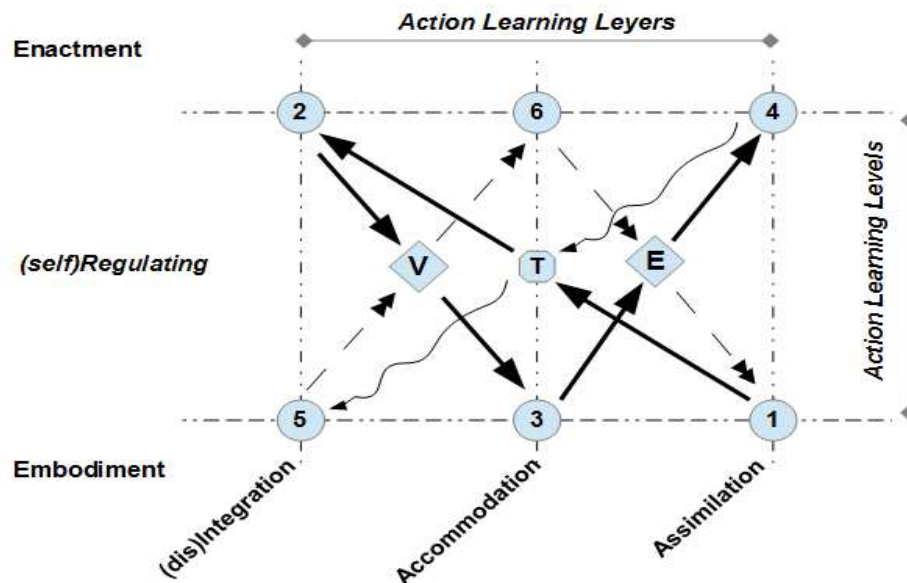 Action Learning Leyers
Enactment
2
6
4
Action Learning Levels
(self)Regulating
V
T
E
5
3
1
Embodiment
(dis)Integration
Accommodation
Assimilation